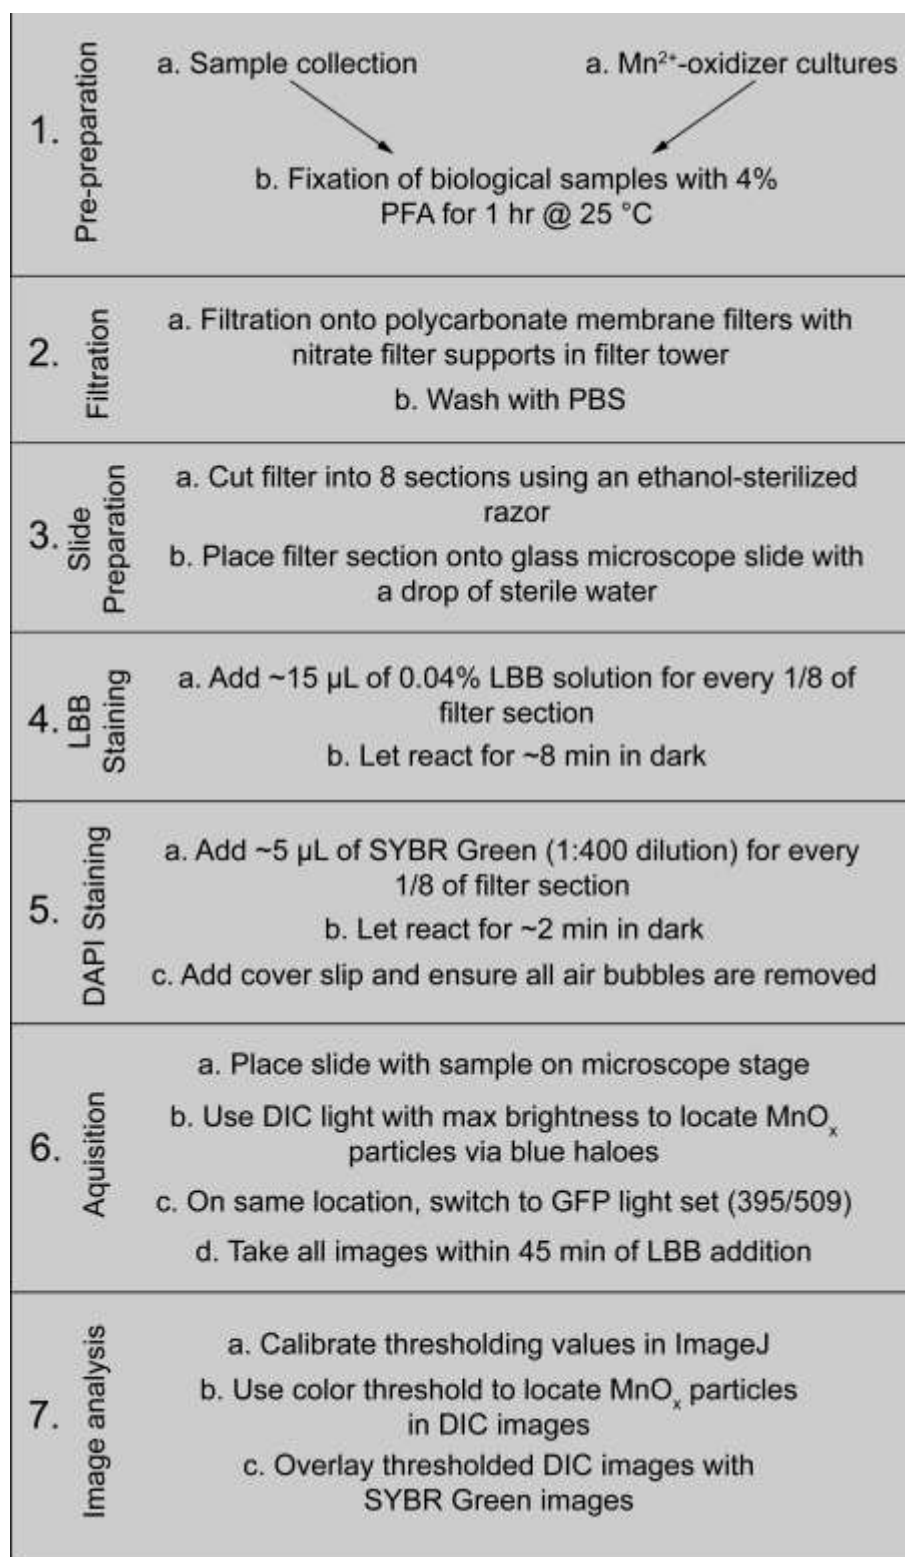 1. Pre-preparation
a. Sample collection
a. Mn²⁺-oxidizer cultures
b. Fixation of biological samples with 4%
PFA for 1 hr @ 25 °C
2. Filtration
a. Filtration onto polycarbonate membrane filters with
nitrate filter supports in filter tower
b. Wash with PBS
3. Slide
Preparation
a. Cut filter into 8 sections using an ethanol-sterilized
razor
b. Place filter section onto glass microscope slide with
a drop of sterile water
4. LBB
Staining
a. Add ~15 µL of 0.04% LBB solution for every 1/8 of
filter section
b. Let react for ~8 min in dark
5. DAPI Staining
a. Add ~5 µL of SYBR Green (1:400 dilution) for every
1/8 of filter section
b. Let react for ~2 min in dark
c. Add cover slip and ensure all air bubbles are removed
6. Aquisition
a. Place slide with sample on microscope stage
b. Use DIC light with max brightness to locate MnOₓ
particles via blue haloes
c. On same location, switch to GFP light set (395/509)
d. Take all images within 45 min of LBB addition
7. Image analysis
a. Calibrate thresholding values in ImageJ
b. Use color threshold to locate MnOₓ particles
in DIC images
c. Overlay thresholded DIC images with
SYBR Green images